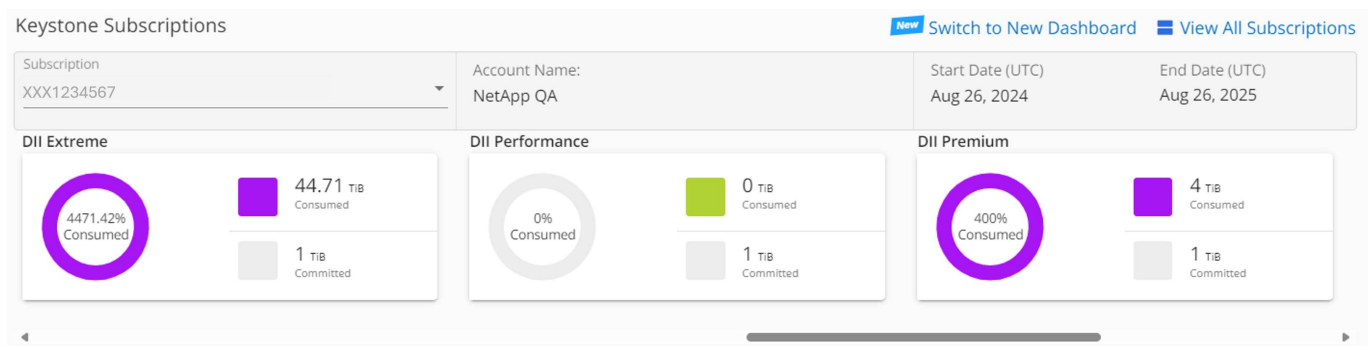 Keystone Subscriptions
New Switch to New Dashboard View All Subscriptions
Subscription
XXX1234567
Account Name:
NetApp QA
Start Date (UTC)
Aug 26, 2024
End Date (UTC)
Aug 26, 2025
DII Extreme
4471.42%
Consumed
44.71 TiB
Consumed
1 TiB
Committed
DII Performance
0%
Consumed
0 TiB
Consumed
1 TiB
Committed
DII Premium
400%
Consumed
4 TiB
Consumed
1 TiB
Committed